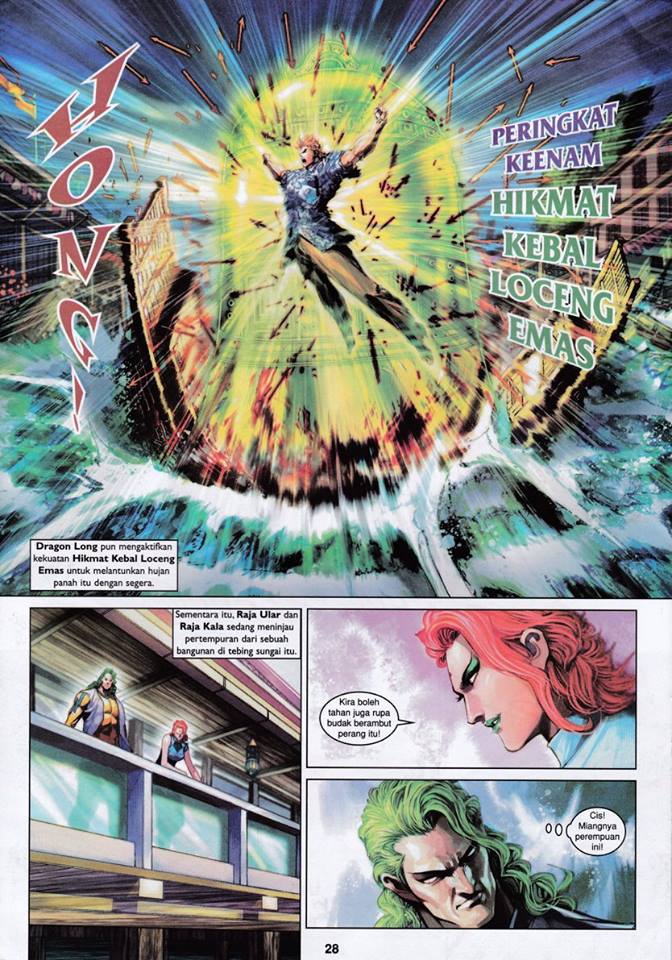 HONG!
PERINGKAT
KEENAM
HIKMAT
KEBAL
LOCENG
EMAS
Dragon Long pun mengaktifkan
kekuatan Hikmat Kebal Loceng
Emas untuk melantunkan hujan
panah itu dengan segera.
Sementara itu, Raja Ular dan
Raja Kala sedang meninjau
pertempuran dari sebuah
bangunan di tebing sungai itu.
Kira boleh
tahan juga rupa
budak berambut
perang itu!
Cis!
Miangnya
perempuan
ini!
28